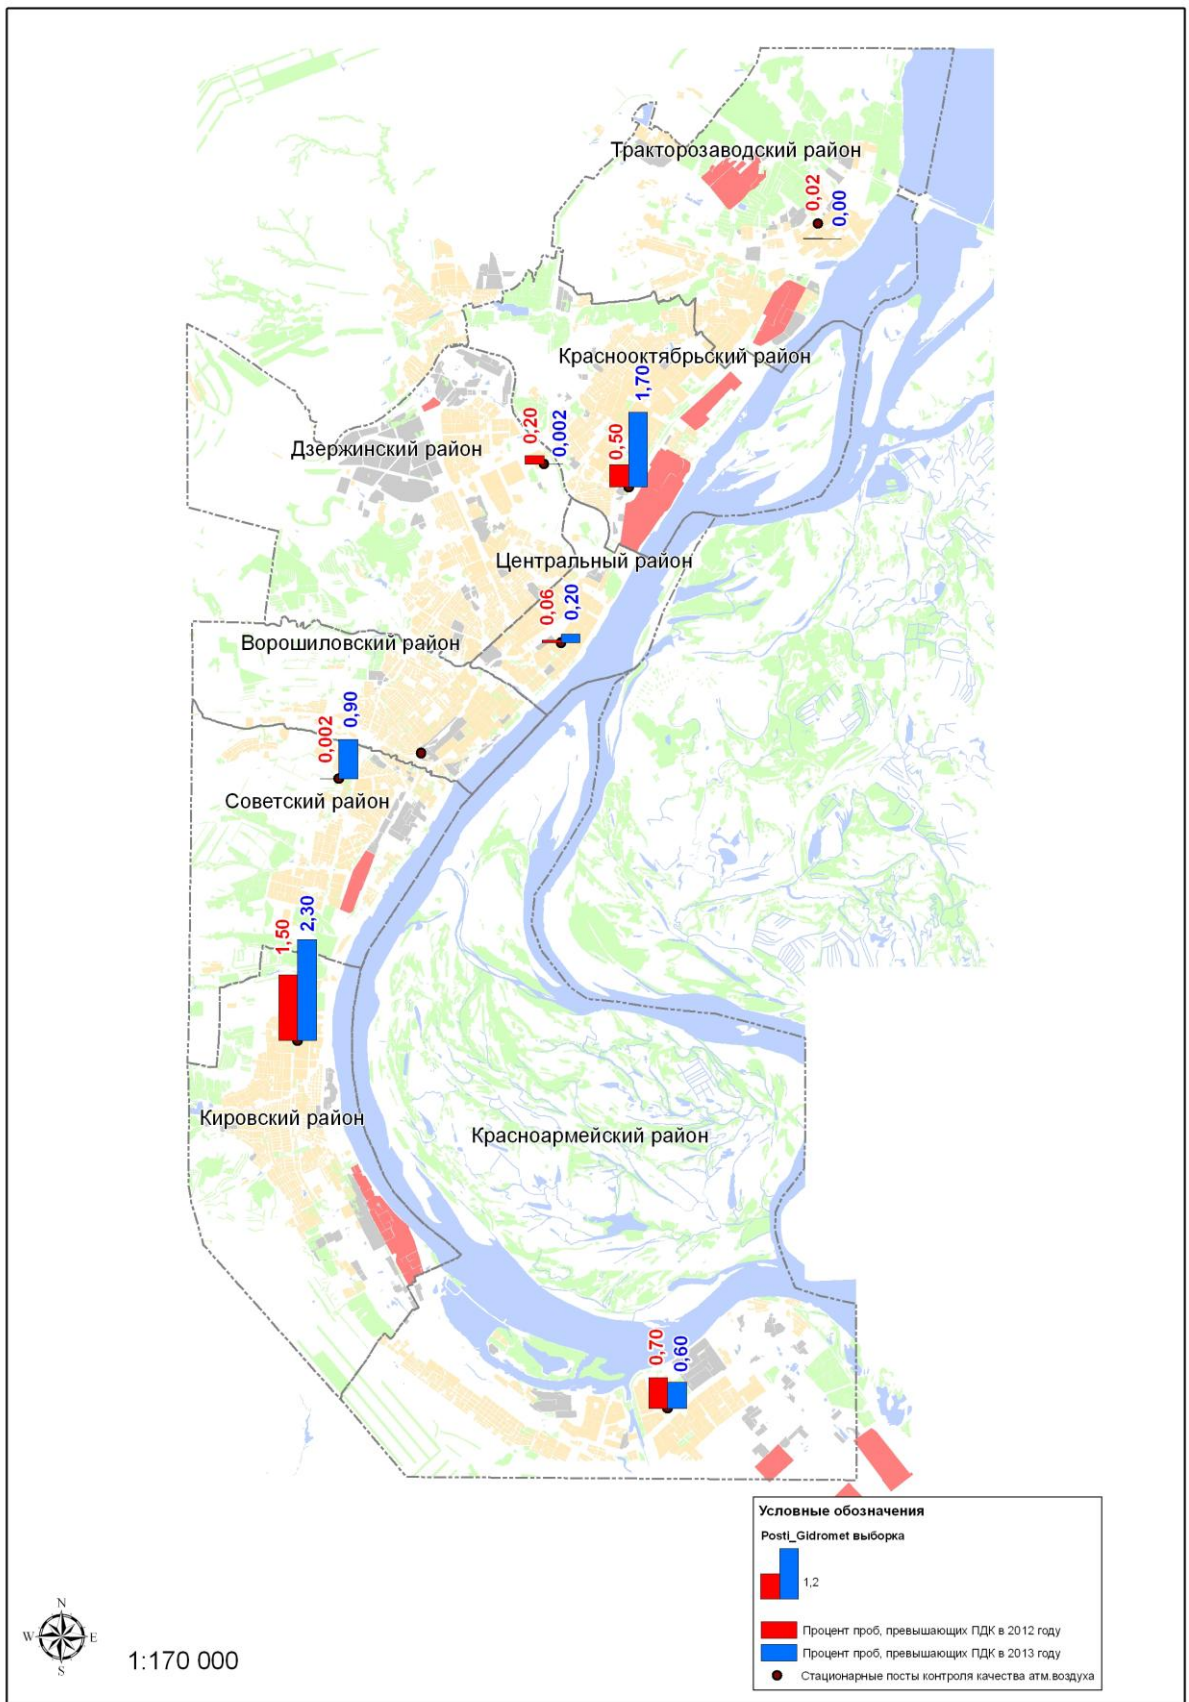 Тракторозаводский район
0,02
0,00
Краснооктябрьский район
1,70
0,50
0,20
0,002
Дзержинский район
Центральный район
0,06
0,20
Ворошиловский район
0,002
0,90
Советский район
1,50
2,30
Кировский район
Красноармейский район
0,70
0,60
Условные обозначения
Posti_Gidromet выборка
1,2
Процент проб, превышающих ПДК в 2012 году
Процент проб, превышающих ПДК в 2013 году
Стационарные посты контроля качества атм.воздуха
N
W E
S
1:170 000